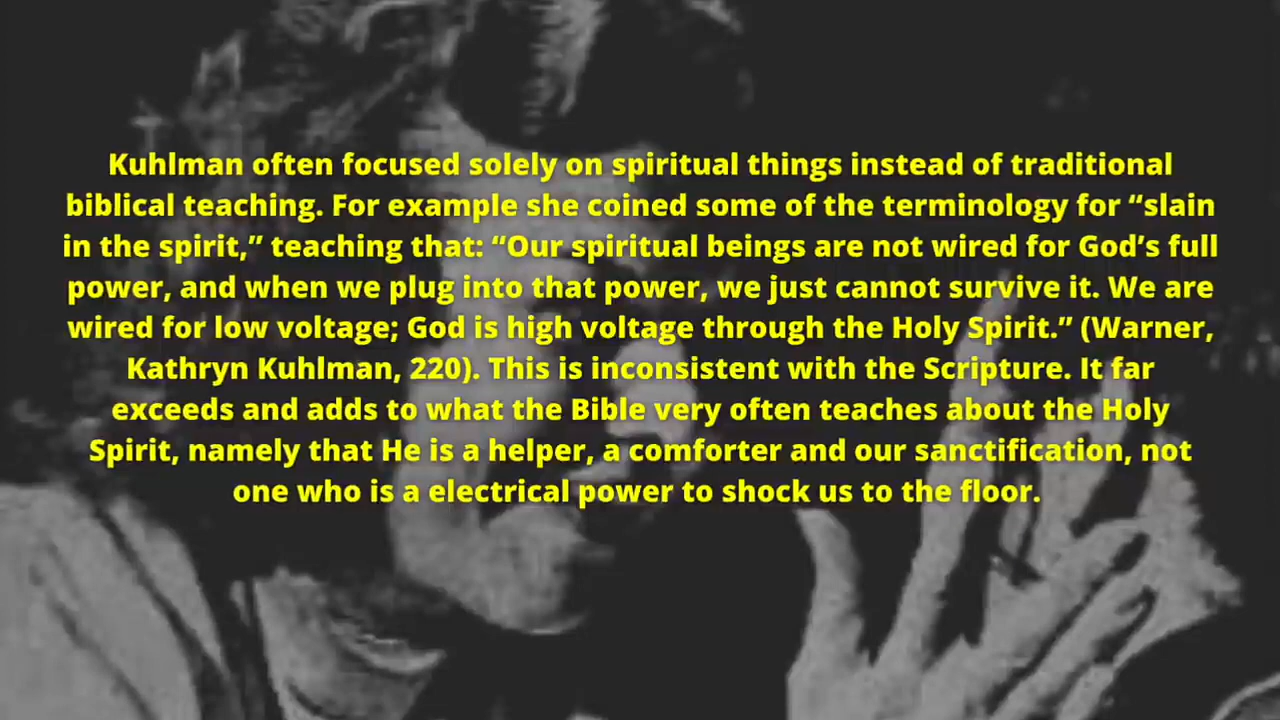 Kuhlman often focused solely on spiritual things instead of traditional
biblical teaching. For example she coined some of the terminology for “slain
in the spirit,” teaching that: “Our spiritual beings are not wired for God’s full
power, and when we plug into that power, we just cannot survive it. We are
wired for low voltage; God is high voltage through the Holy Spirit.” (Warner,
Kathryn Kuhlman, 220). This is inconsistent with the Scripture. It far
exceeds and adds to what the Bible very often teaches about the Holy
Spirit, namely that He is a helper, a comforter and our sanctification, not
one who is a electrical power to shock us to the floor.